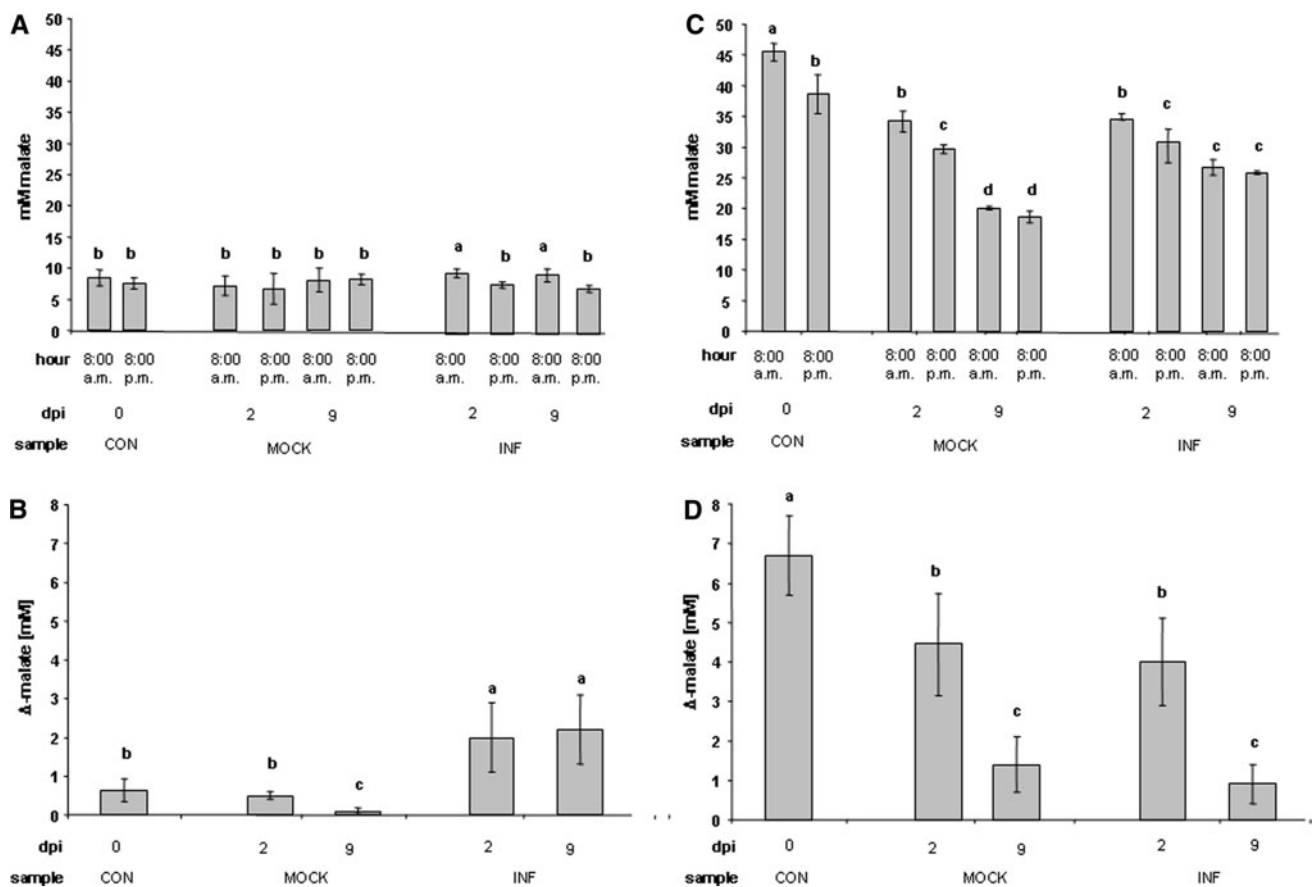 A
50
45
40
35
30
25
20
15
10
5
0
mM malate
b b b b b b a b a b
hour 8:00 8:00 8:00 8:00 8:00 8:00 8:00 8:00 8:00 8:00
a.m. p.m. a.m. p.m. a.m. p.m. a.m. p.m. a.m. p.m.
dpi 0 2 9 2 9
sample CON MOCK INF
C
50
45
40
35
30
25
20
15
10
5
0
mM malate
a b b c d d b c c c
hour 8:00 8:00 8:00 8:00 8:00 8:00 8:00 8:00 8:00 8:00
a.m. p.m. a.m. p.m. a.m. p.m. a.m. p.m. a.m. p.m.
dpi 0 2 9 2 9
sample CON MOCK INF
B
8
7
6
5
4
3
2
1
0
Δ-malate [mM]
b b c a a
dpi 0 2 9 2 9
sample CON MOCK INF
D
8
7
6
5
4
3
2
1
0
Δ-malate [mM]
a b c b c
dpi 0 2 9 2 9
sample CON MOCK INF